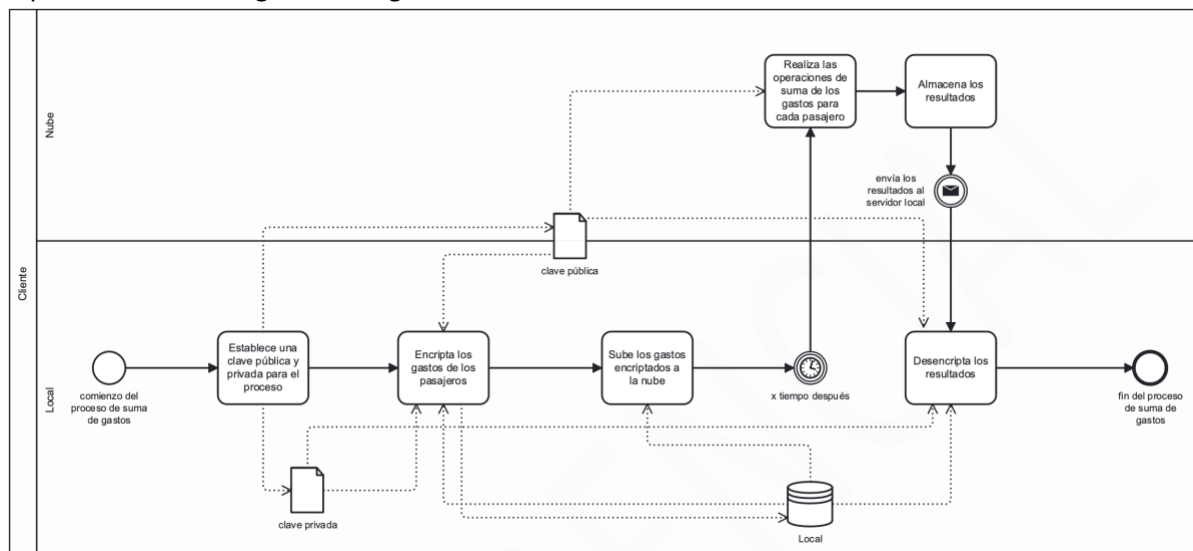 Cliente
Nube
Local
Realiza las
operaciones de
suma de los
gastos para
cada pasajero
Almacena los
resultados
envía los
resultados al
servidor local
clave pública
comienzo del
proceso de suma
de gastos
Establece una
clave pública y
privada para el
proceso
Encripta los
gastos de los
pasajeros
Sube los gastos
encriptados a
la nube
x tiempo después
Desencripta los
resultados
fin del proceso
de suma de
gastos
clave privada
Local